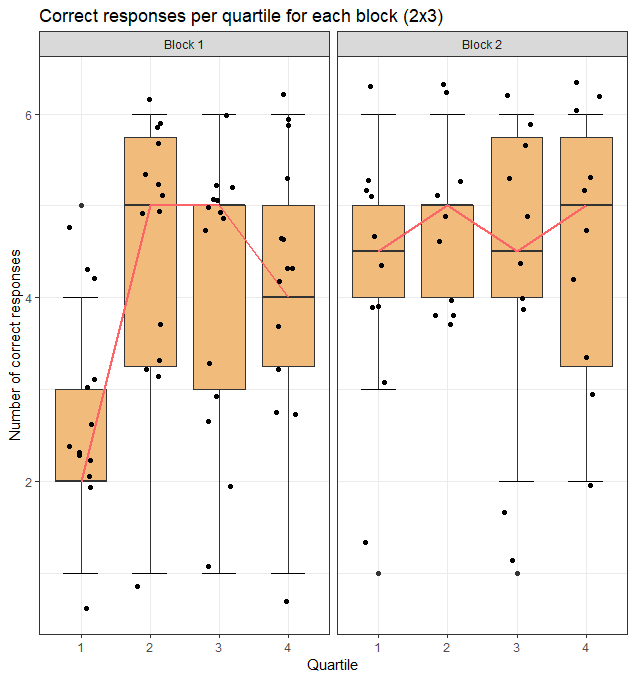 Correct responses per quartile for each block (2x3)
Block 1
Block 2
Number of correct responses
6
4
2
1 2 3 4
1 2 3 4
Quartile